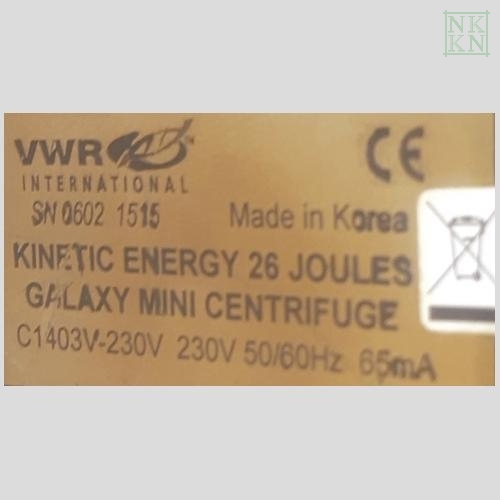 NK
KN
VWR
INTERNATIONAL
CE
SN 0602 1515
Made in Korea
KINETIC ENERGY 26 JOULES
GALAXY MINI CENTRIFUGE
C1403V-230V 230V 50/60Hz 65mA